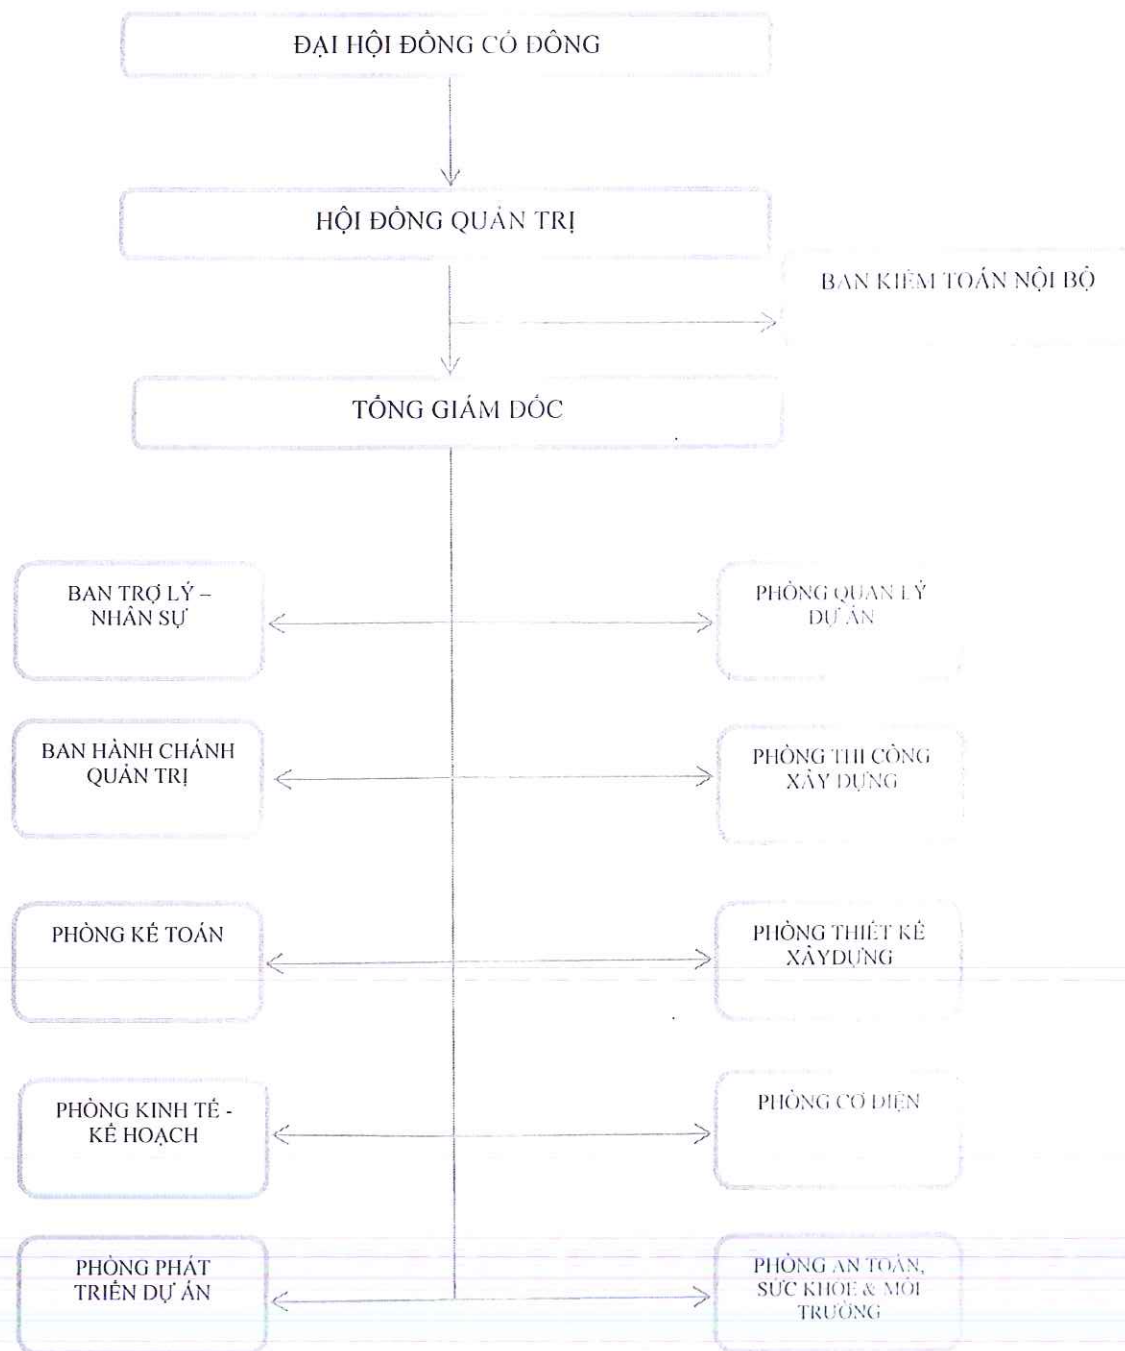 ĐẠI HỘI ĐỒNG CỔ ĐÔNG
HỘI ĐỒNG QUẢN TRỊ
BAN KIỂM TOÁN NỘI BỘ
TỔNG GIÁM ĐỐC
BAN TRỢ LÝ –
NHÂN SỰ
PHÒNG QUẢN LÝ
DỰ ÁN
BAN HÀNH CHÁNH
QUẢN TRỊ
PHÒNG THI CÔNG
XÂY DỰNG
PHÒNG KẾ TOÁN
PHÒNG THIẾT KẾ
XÂYDỰNG
PHÒNG KINH TẾ -
KẾ HOẠCH
PHÒNG CƠ ĐIỆN
PHÒNG PHÁT
TRIỂN DỰ ÁN
PHÒNG AN TOÀN,
SỨC KHOẺ & MÔI
TRƯỜNG